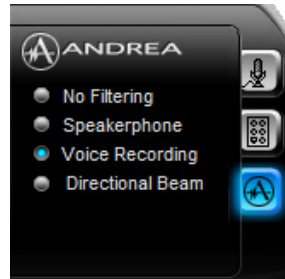 ANDREA
No Filtering
Speakerphone
Voice Recording
Directional Beam